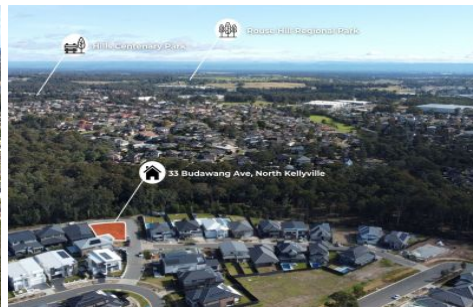 Rouse Hill Regional Park
Hills Centenary Park
33 Budawang Ave, North Kellyville